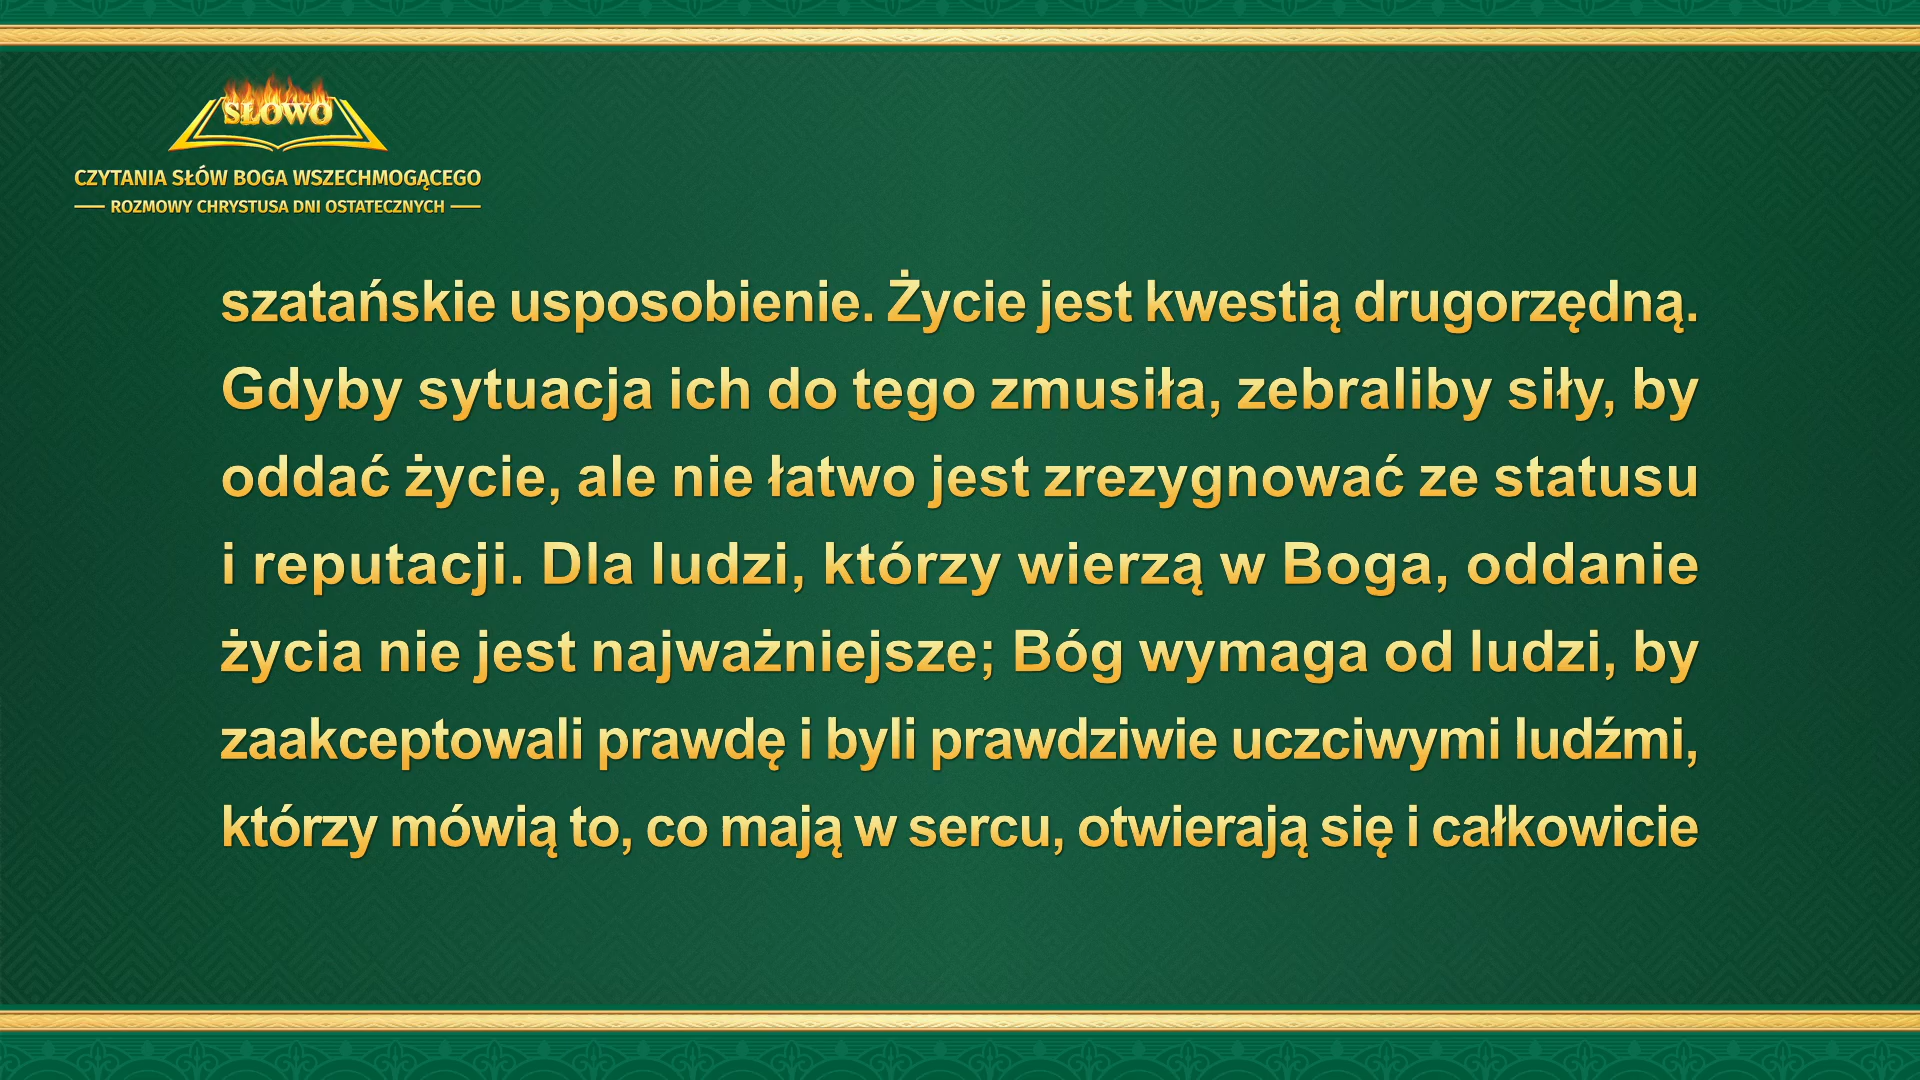 SŁOWO
CZYTANIA SŁÓW BOGA WSZECHMOGĄCEGO
ROZMOWY CHRYSTUSA DNI OSTATECZNYCH
szatańskie usposobienie. Życie jest kwestią drugorzędną.
Gdyby sytuacja ich do tego zmusiła, zebraliby siły, by
oddać życie, ale nie łatwo jest zrezygnować ze statusu
i reputacji. Dla ludzi, którzy wierzą w Boga, oddanie
życia nie jest najważniejsze; Bóg wymaga od ludzi, by
zaakceptowali prawdę i byli prawdziwie uczciwymi ludźmi,
którzy mówią to, co mają w sercu, otwierają się i całkowicie